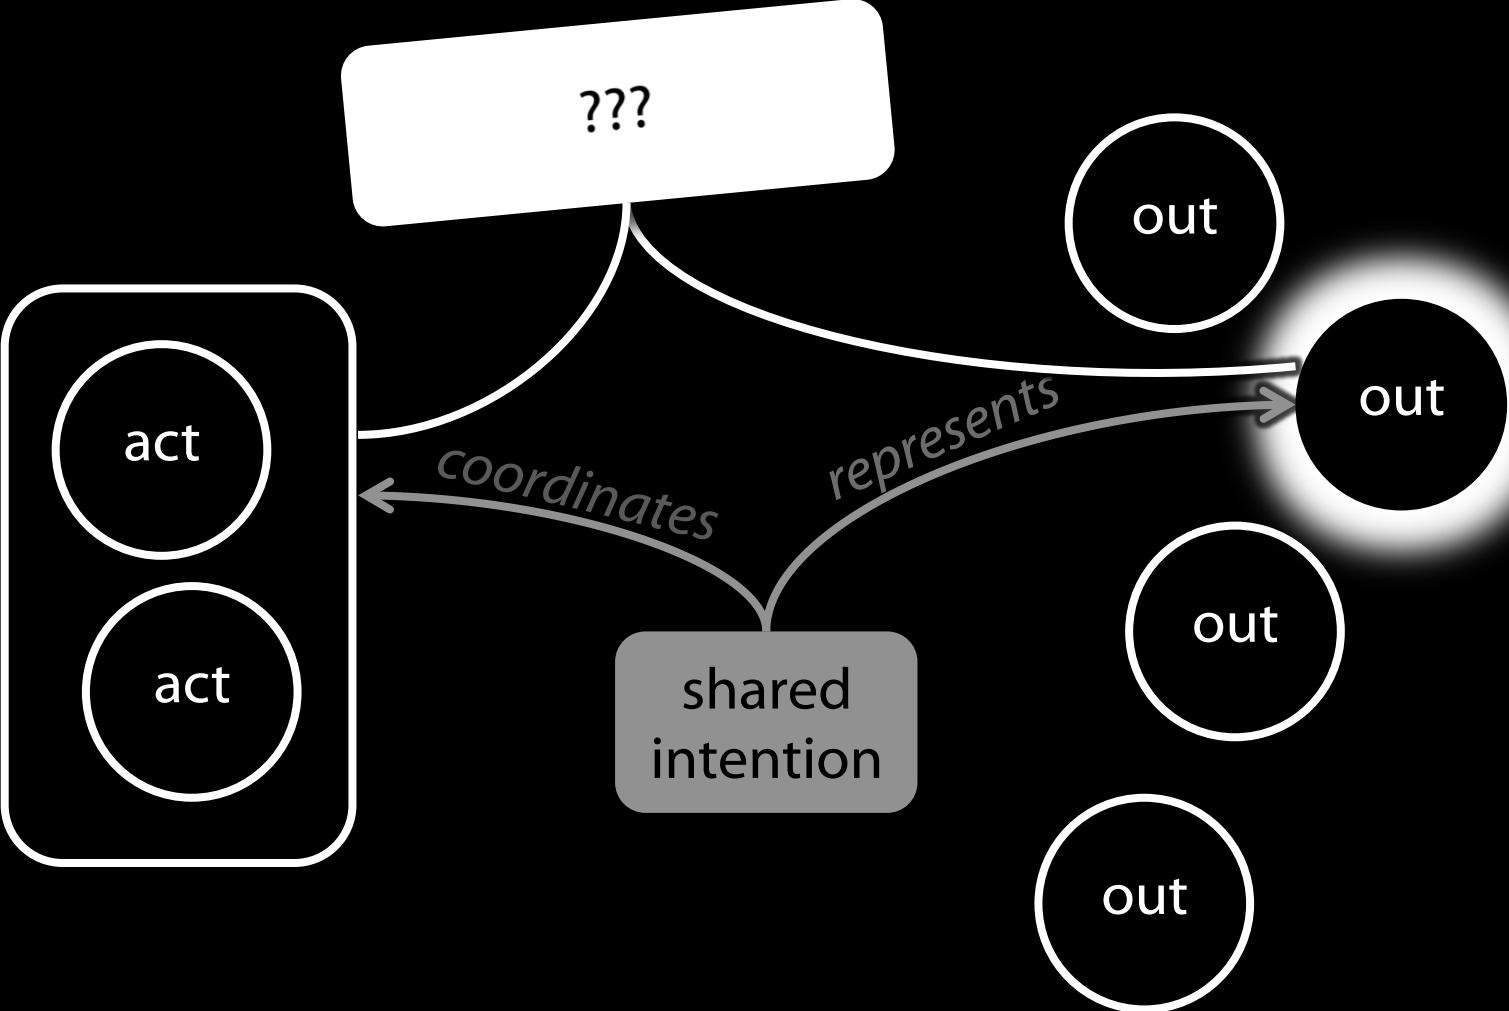 ???
out
out
act
coordinates
represents
out
act
shared
intention
out